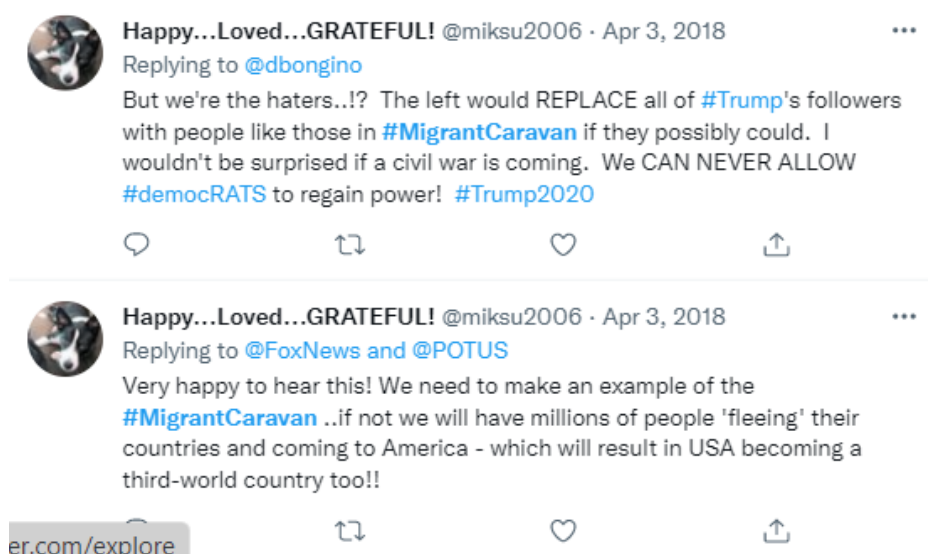 Happy...Loved...GRATEFUL! @miksu2006 · Apr 3, 2018
Replying to @dbongino
But we're the haters..!?  The left would REPLACE all of #Trump's followers
with people like those in #MigrantCaravan if they possibly could.  I
wouldn't be surprised if a civil war is coming.  We CAN NEVER ALLOW
#democRATS to regain power!  #Trump2020
Happy...Loved...GRATEFUL! @miksu2006 · Apr 3, 2018
Replying to @FoxNews and @POTUS
Very happy to hear this! We need to make an example of the
#MigrantCaravan ..if not we will have millions of people 'fleeing' their
countries and coming to America - which will result in USA becoming a
third-world country too!!
er.com/explore